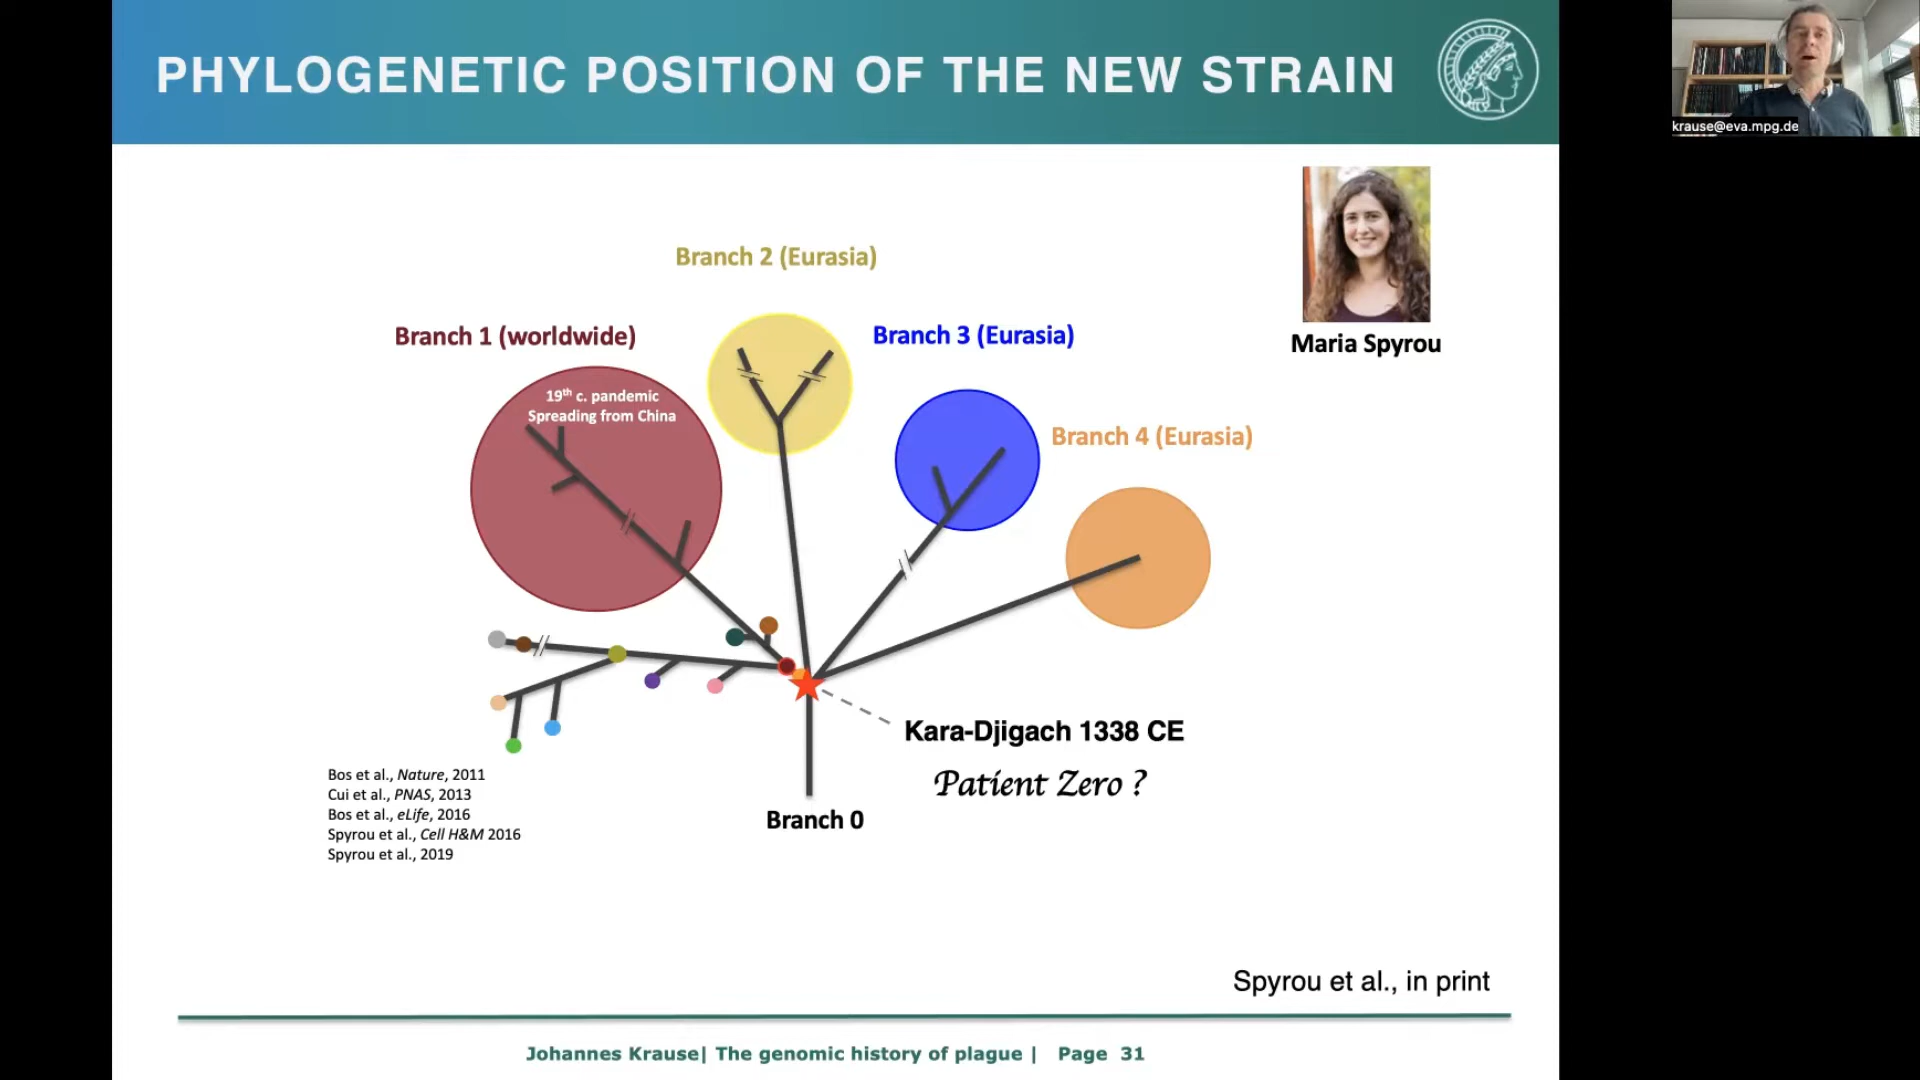 PHYLOGENETIC POSITION OF THE NEW STRAIN
krause@eva.mpg.de
Maria Spyrou
Branch 2 (Eurasia)
Branch 1 (worldwide)
Branch 3 (Eurasia)
19th c. pandemic
Spreading from China
Branch 4 (Eurasia)
Kara-Djigach 1338 CE
Patient Zero ?
Branch 0
Bos et al., Nature, 2011
Cui et al., PNAS, 2013
Bos et al., eLife, 2016
Spyrou et al., Cell H&M 2016
Spyrou et al., 2019
Spyrou et al., in print
Johannes Krause| The genomic history of plague | Page 31